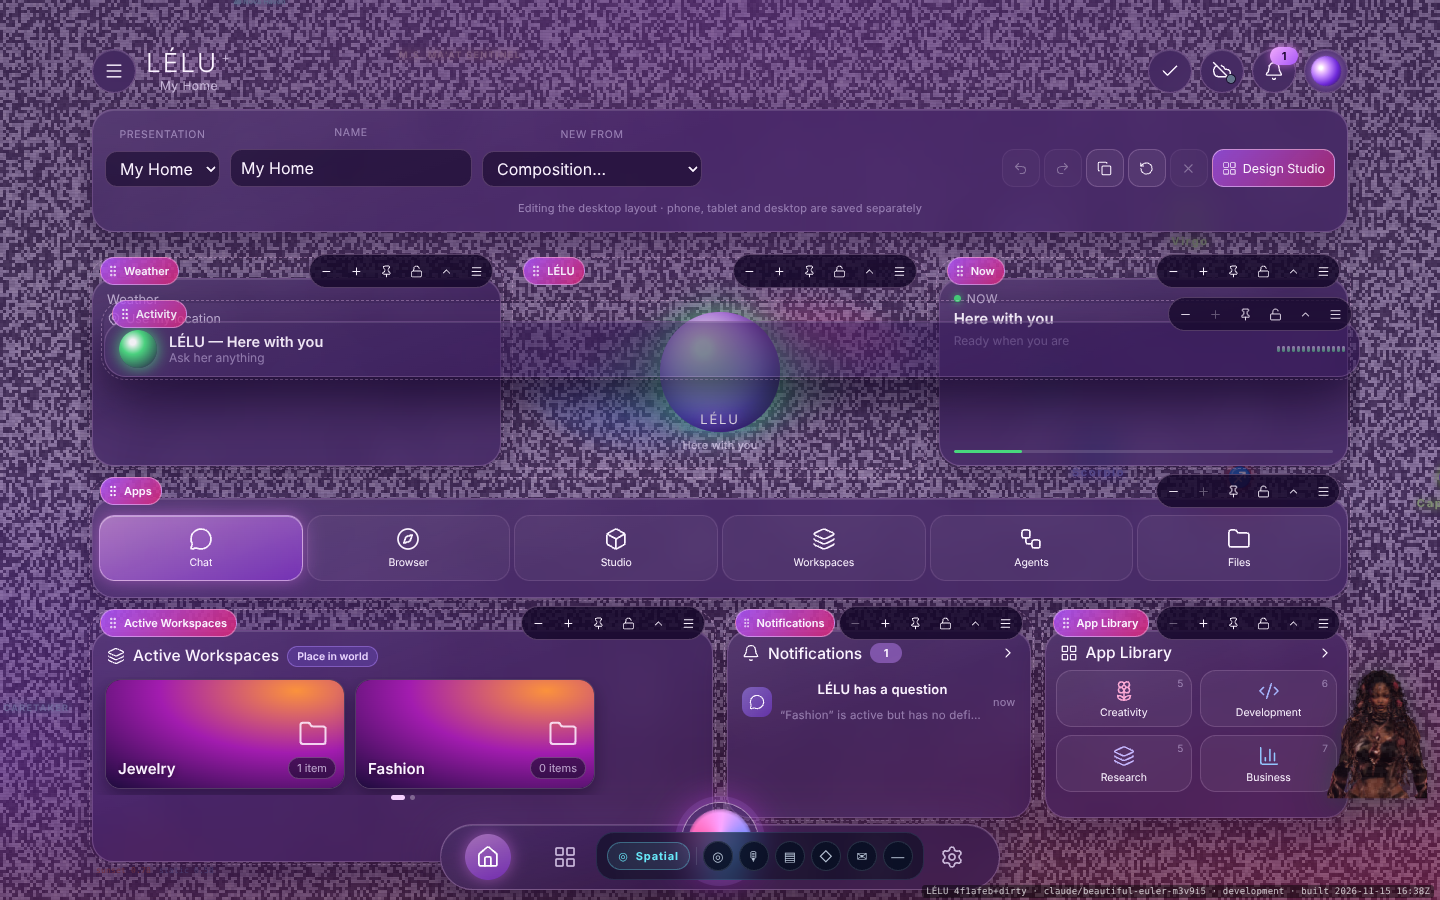 LÉLU
My Home
1
PRESENTATION
NAME
NEW FROM
My Home
My Home
Composition...
Design Studio
Editing the desktop layout · phone, tablet and desktop are saved separately
Weather
LÉLU
Now
Weather
NOW
Activity
Here with you
LÉLU — Here with you
Ask her anything
Ready when you are
LÉLU
Here with you
Apps
Chat
Browser
Studio
Workspaces
Agents
Files
Active Workspaces
Notifications
App Library
Active Workspaces
Place in world
Notifications
1
App Library
LÉLU has a question
"Fashion" is active but has no defi...
now
Creativity
5
Development
6
Research
5
Business
7
Jewelry
1 item
Fashion
0 items
Spatial
LÉLU 4f1afeb+dirty · claude/beautiful-euler-m3v9i5 · development · built 2026-11-15 16:38Z